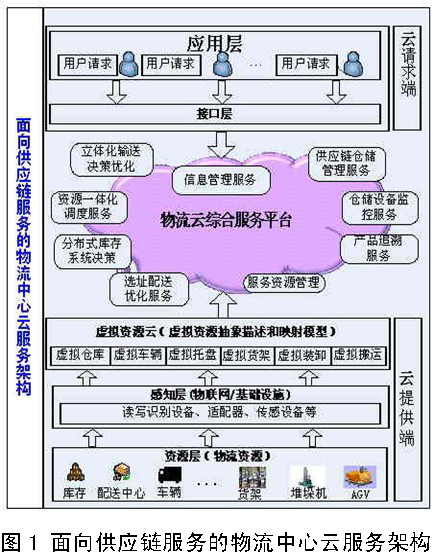 面向供应链服务的物流中心云服务架构
应用层
用户请求
用户请求
…
用户请求
接口层
云请求端
立体化输送
决策优化
信息管理服务
供应链仓储
管理服务
资源一体化
调度服务
物流云综合服务平台
仓储设备监
控服务
分布式库存
系统决策
产品追溯
服务
选址配送
优化服务
服务资源管理
虚拟资源云(虚拟资源抽象描述和映射模型)
虚拟仓库
虚拟车辆
虚拟托盘
虚拟货架
虚拟装卸
虚拟搬运
感知层(物联网/基础设施)
读写识别设备、适配器、传感设备等
资源层(物流资源)
库存
配送中心
车辆
…
货架
堆垛机
AGV
云提供端
图1 面向供应链服务的物流中心云服务架构